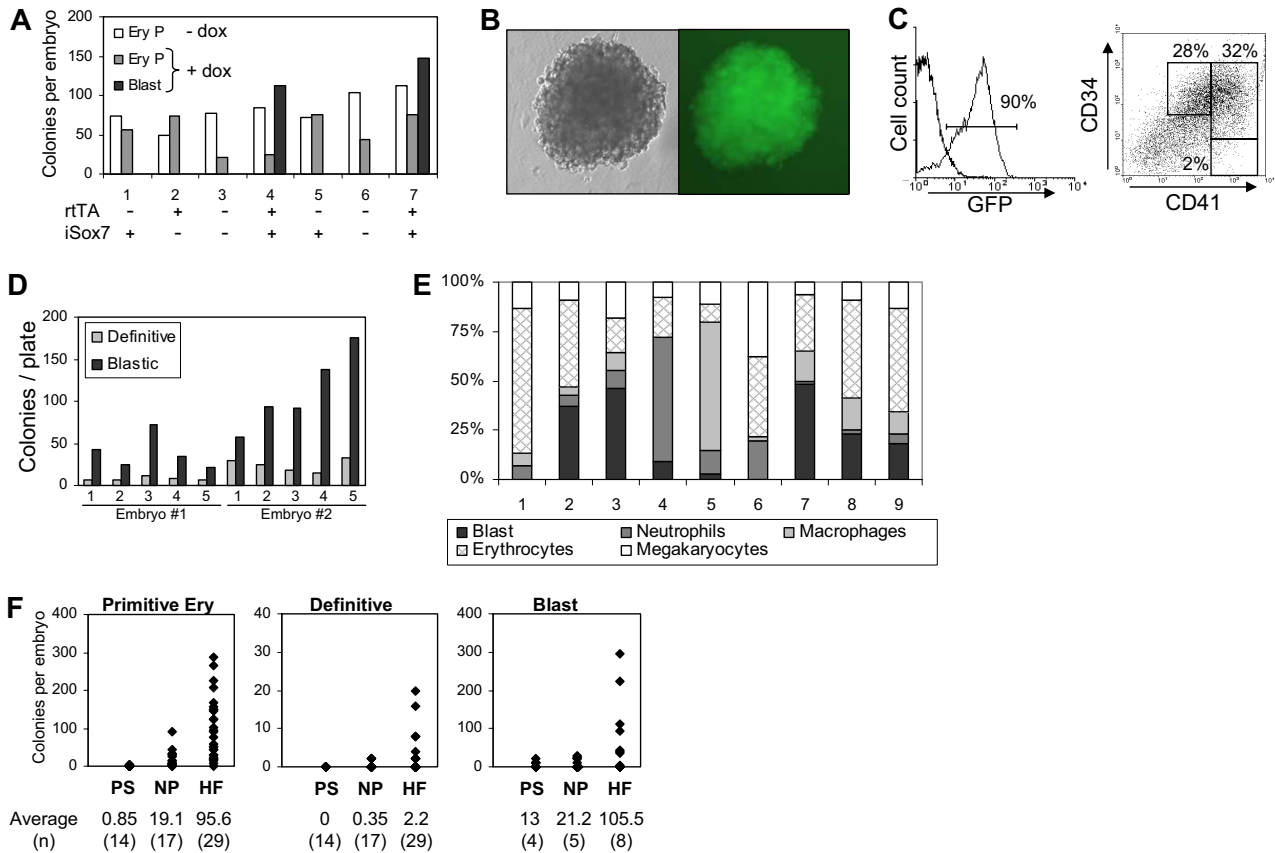 A
Colonies per embryo
200
150
100
50
0
Ery P - dox
Ery P
Blast
+ dox
1 2 3 4 5 6 7
rtTA - + - + - - +
iSox7 + - - + + - +
B
C
Cell count
90%
10⁰ 10¹ 10² 10³ 10⁴
GFP
28% 32%
2%
CD34
CD41
D
Colonies / plate
200
150
100
50
0
Definitive
Blastic
1 2 3 4 5 1 2 3 4 5
Embryo #1 Embryo #2
E
100%
75%
50%
25%
0%
1 2 3 4 5 6 7 8 9
Blast Neutrophils Macrophages
Erythrocytes Megakaryocytes
F
Colonies per embryo
Primitive Ery
400
300
200
100
0
PS NP HF
Definitive
40
30
20
10
0
PS NP HF
Blast
400
300
200
100
0
PS NP HF
Average 0.85 19.1 95.6 0 0.35 2.2 13 21.2 105.5
(n) (14) (17) (29) (14) (17) (29) (4) (5) (8)